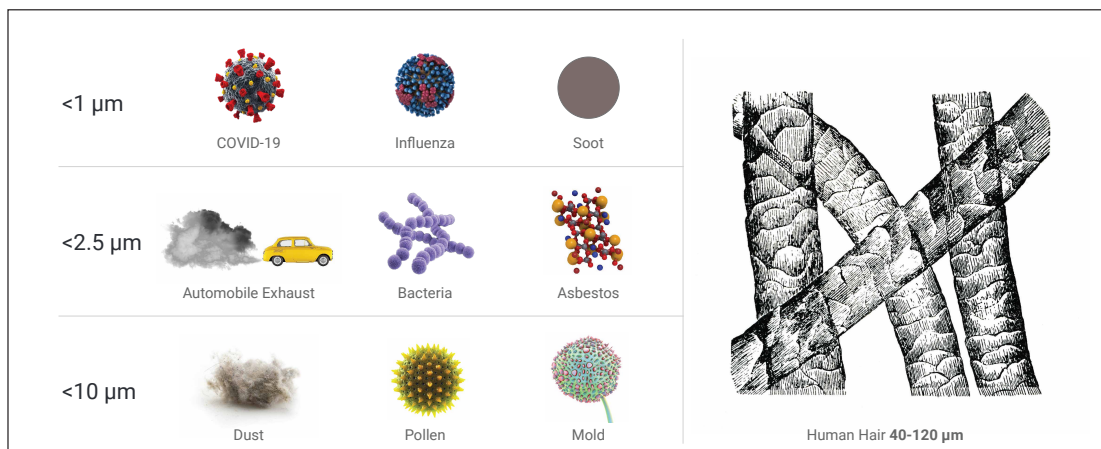 <1 µm
COVID-19
Influenza
Soot
<2.5 µm
Automobile Exhaust
Bacteria
Asbestos
<10 µm
Dust
Pollen
Mold
Human Hair 40-120 µm